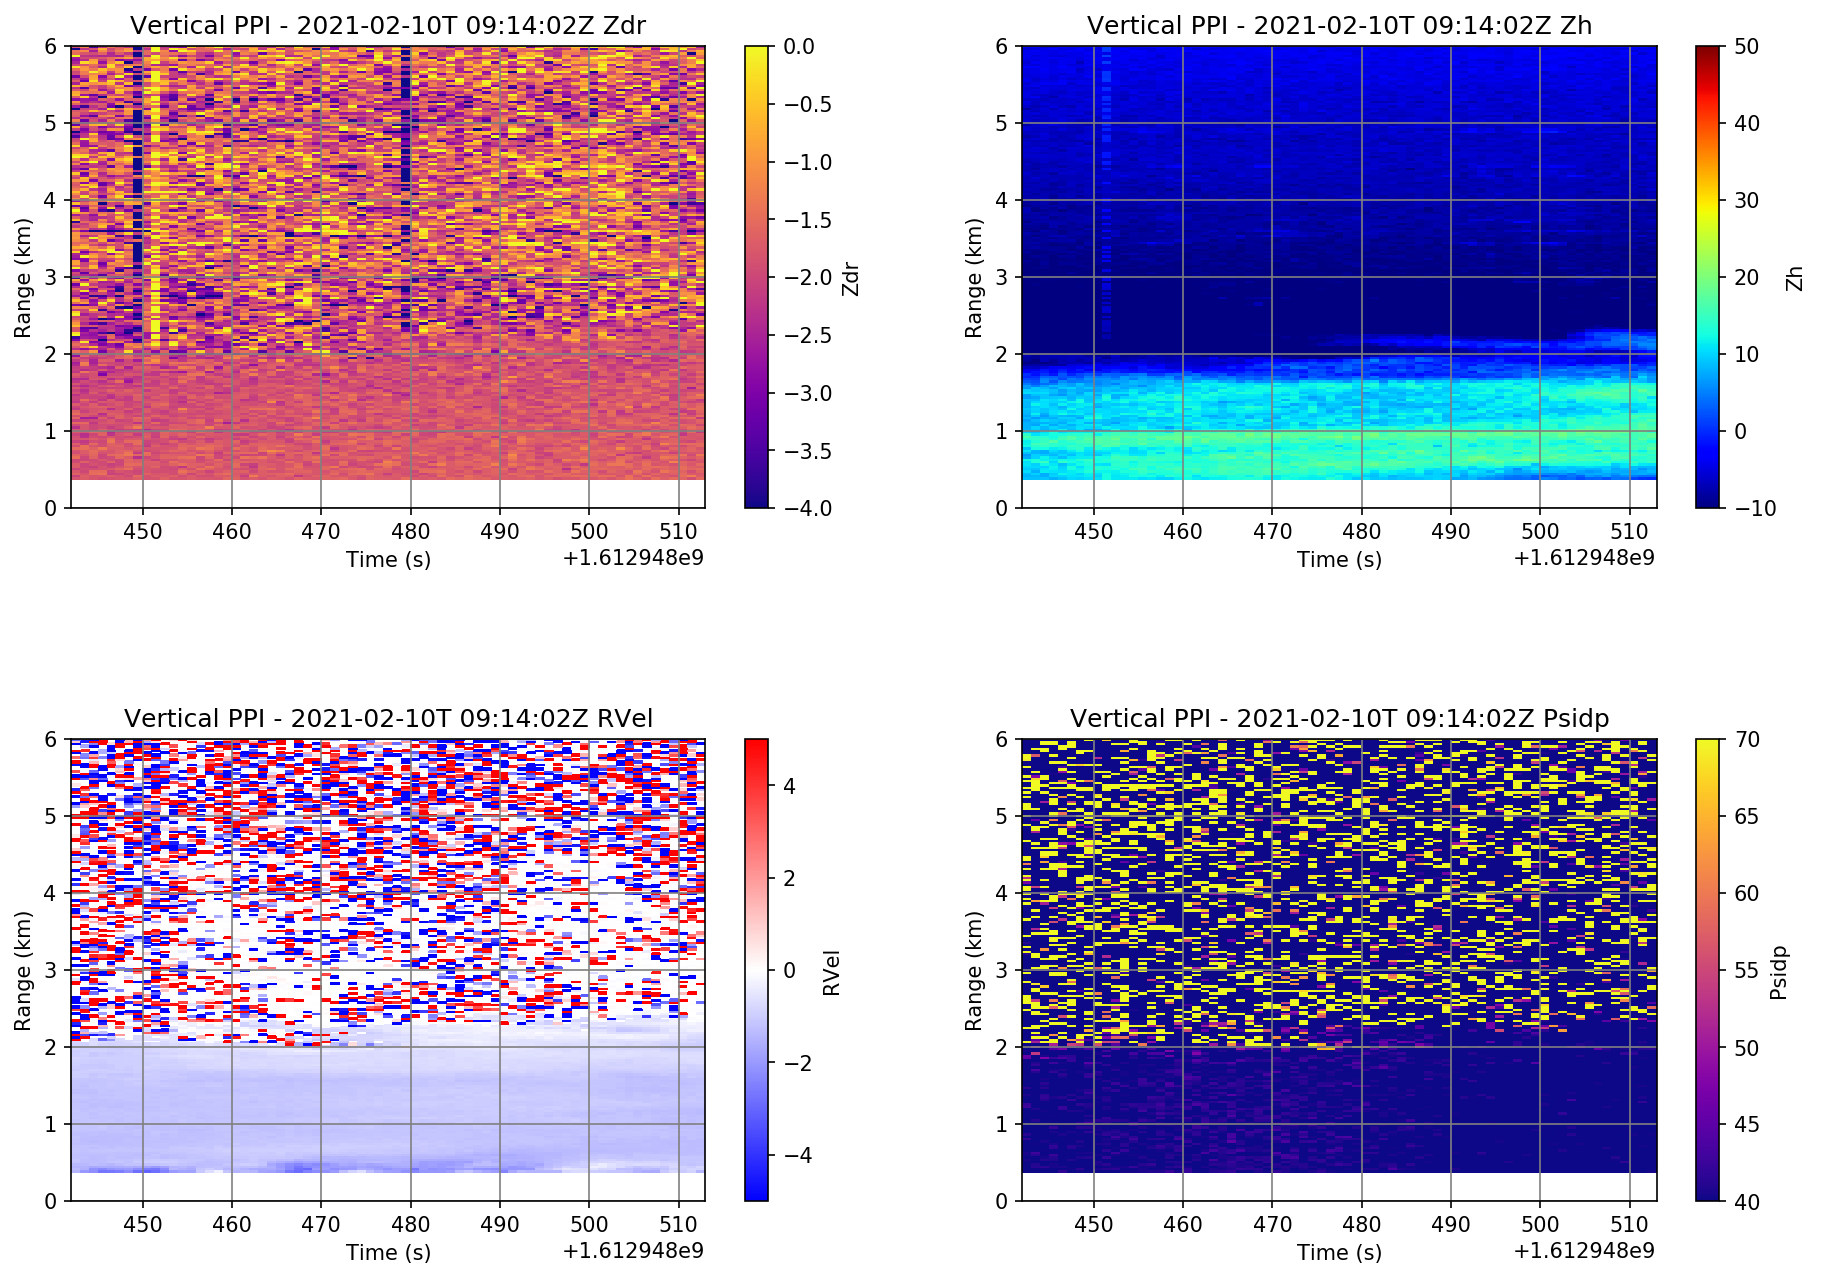 Vertical PPI - 2021-02-10T 09:14:02Z Zdr
6
5
4
3
2
1
0
Range (km)
450 460 470 480 490 500 510
Time (s)
+1.612948e9
0.0
−0.5
−1.0
−1.5
−2.0
−2.5
−3.0
−3.5
−4.0
Zdr
Vertical PPI - 2021-02-10T 09:14:02Z Zh
6
5
4
3
2
1
0
Range (km)
450 460 470 480 490 500 510
Time (s)
+1.612948e9
50
40
30
20
10
0
−10
Zh
Vertical PPI - 2021-02-10T 09:14:02Z RVel
6
5
4
3
2
1
0
Range (km)
450 460 470 480 490 500 510
Time (s)
+1.612948e9
4
2
0
−2
−4
RVel
Vertical PPI - 2021-02-10T 09:14:02Z Psidp
6
5
4
3
2
1
0
Range (km)
450 460 470 480 490 500 510
Time (s)
+1.612948e9
70
65
60
55
50
45
40
Psidp